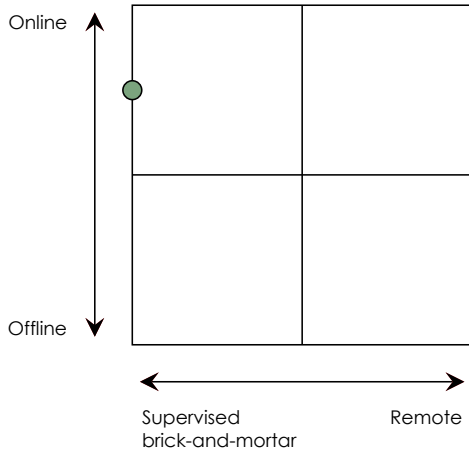 Online
Offline
Supervised
brick-and-mortar
Remote